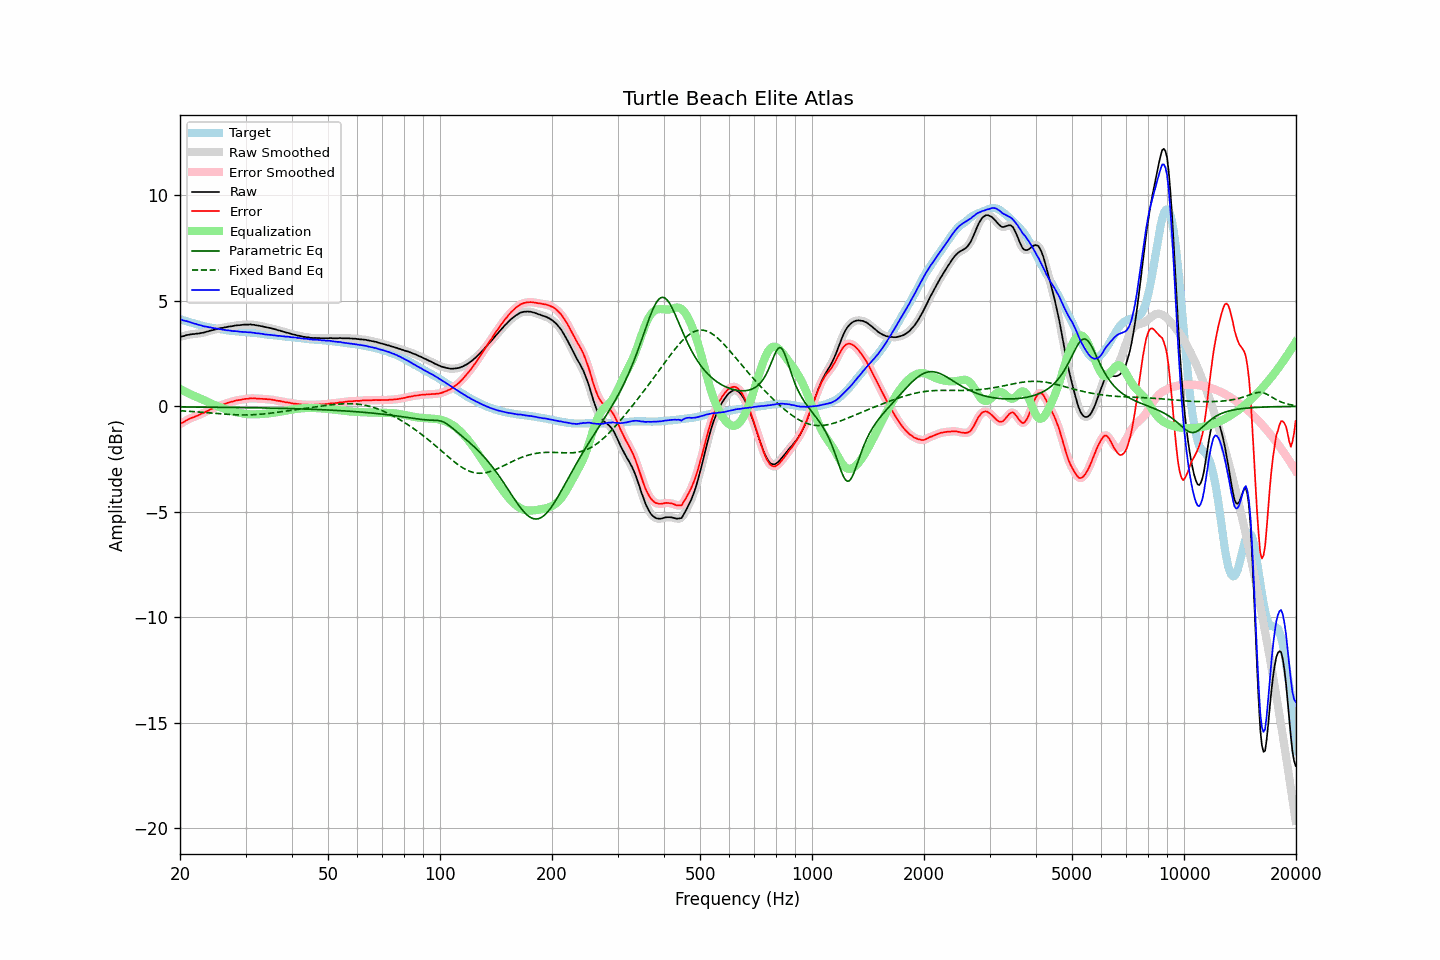 Turtle Beach Elite Atlas
Target
Raw Smoothed
Error Smoothed
Raw
Error
Equalization
Parametric Eq
Fixed Band Eq
Equalized
Amplitude (dBr)
10
5
0
−5
−10
−15
−20
20 50 100 200 500 1000 2000 5000 10000 20000
Frequency (Hz)